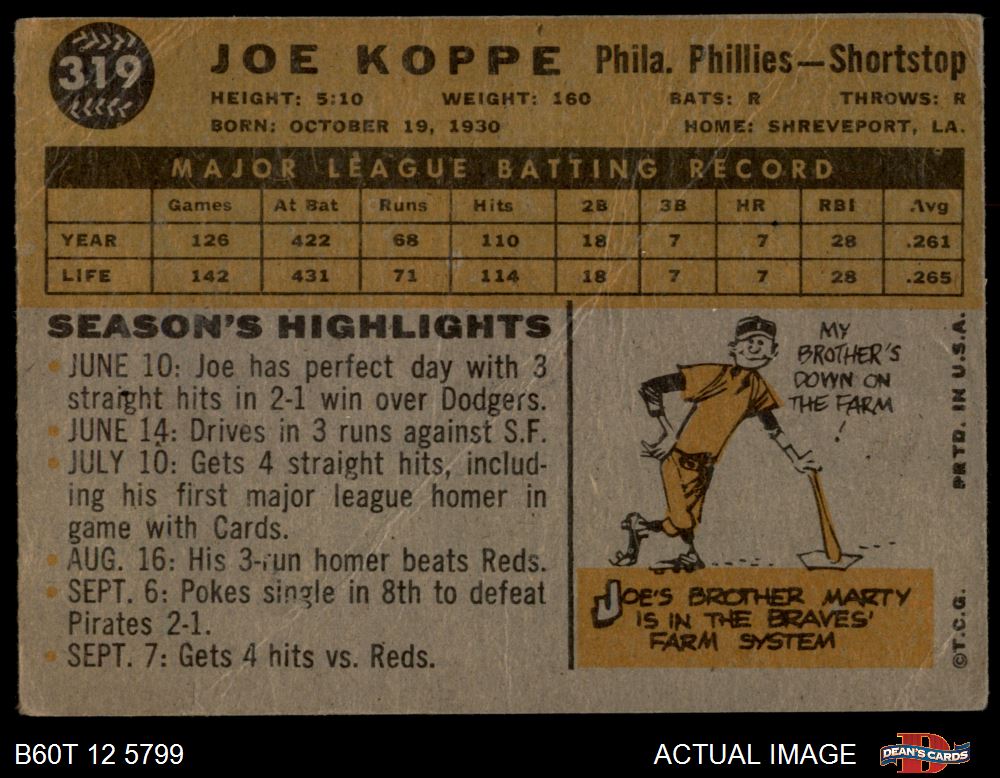 319
JOE KOPPE Phila. Phillies—Shortstop
HEIGHT: 5:10 WEIGHT: 160 BATS: R THROWS: R
BORN: OCTOBER 19, 1930 HOME: SHREVEPORT, LA.
MAJOR LEAGUE BATTING RECORD
Games At Bat Runs Hits 2B 3B HR RBI Avg
YEAR 126 422 68 110 18 7 7 28 .261
LIFE 142 431 71 114 18 7 7 28 .265
SEASON'S HIGHLIGHTS
JUNE 10: Joe has perfect day with 3
straight hits in 2-1 win over Dodgers.
JUNE 14: Drives in 3 runs against S.F.
JULY 10: Gets 4 straight hits, includ-
ing his first major league homer in
game with Cards.
AUG. 16: His 3-run homer beats Reds.
SEPT. 6: Pokes single in 8th to defeat
Pirates 2-1.
SEPT. 7: Gets 4 hits vs. Reds.
MY
BROTHER'S
DOWN ON
THE FARM
JOE'S BROTHER MARTY
IS IN THE BRAVES'
FARM SYSTEM
©T.C.G. PRTD. IN U.S.A.
B60T 12 5799 ACTUAL IMAGE DEAN'S CARDS